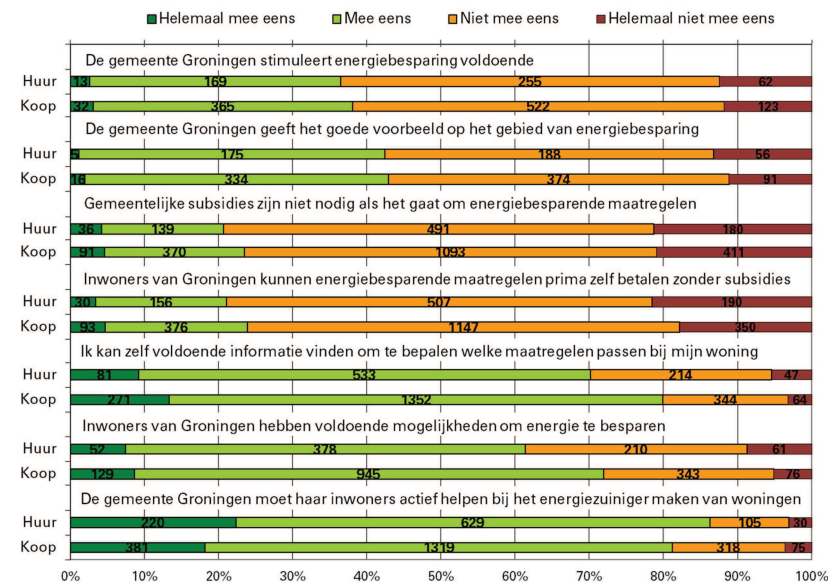 Helemaal mee eens Mee eens Niet mee eens Helemaal niet mee eens
De gemeente Groningen stimuleert energiebesparing voldoende
Huur 13 169 255 62
Koop 32 365 522 123
De gemeente Groningen geeft het goede voorbeeld op het gebied van energiebesparing
Huur 5 175 188 56
Koop 16 334 374 91
Gemeentelijke subsidies zijn niet nodig als het gaat om energiebesparende maatregelen
Huur 36 139 491 180
Koop 91 370 1093 411
Inwoners van Groningen kunnen energiebesparende maatregelen prima zelf betalen zonder subsidies
Huur 30 156 507 190
Koop 93 376 1147 350
Ik kan zelf voldoende informatie vinden om te bepalen welke maatregelen passen bij mijn woning
Huur 81 533 214 47
Koop 271 1352 344 64
Inwoners van Groningen hebben voldoende mogelijkheden om energie te besparen
Huur 52 378 210 61
Koop 129 945 343 76
De gemeente Groningen moet haar inwoners actief helpen bij het energiezuiniger maken van woningen
Huur 220 629 105 30
Koop 381 1319 318 75
0% 10% 20% 30% 40% 50% 60% 70% 80% 90% 100%